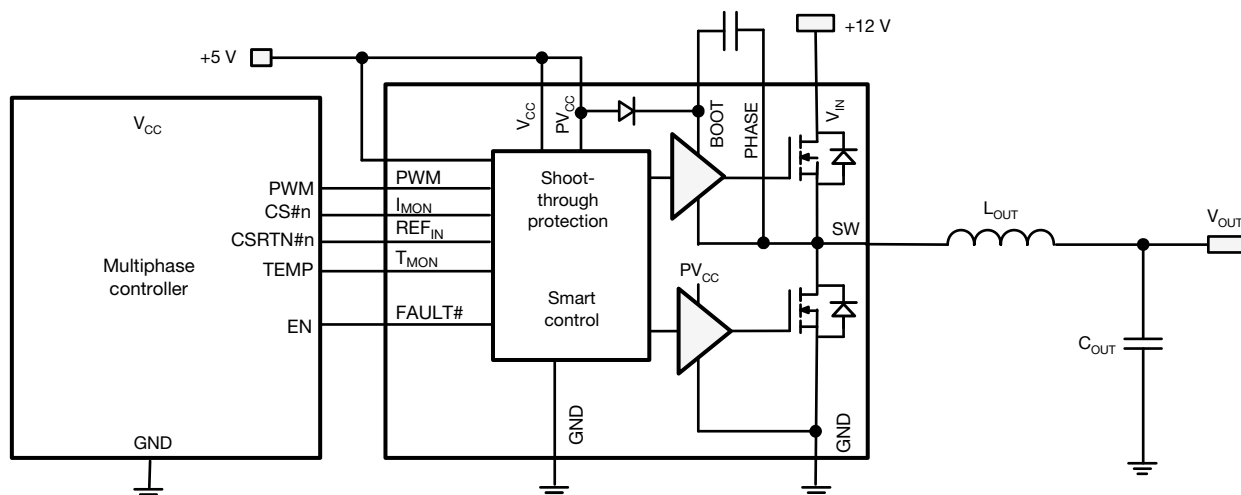 +12 V
+5 V
V_CC
V_CC
PV_CC
BOOT
PHASE
V_IN
PWM
CS#n
CSRTN#n
TEMP
EN
Multiphase
controller
GND
PWM
I_MON
REF_IN
T_MON
FAULT#
Shoot-
through
protection
Smart
control
PV_CC
SW
L_OUT
V_OUT
C_OUT
GND
GND